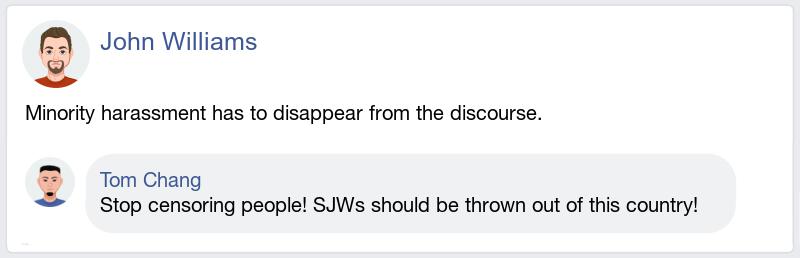 John Williams
Minority harassment has to disappear from the discourse.
Tom Chang
Stop censoring people! SJWs should be thrown out of this country!